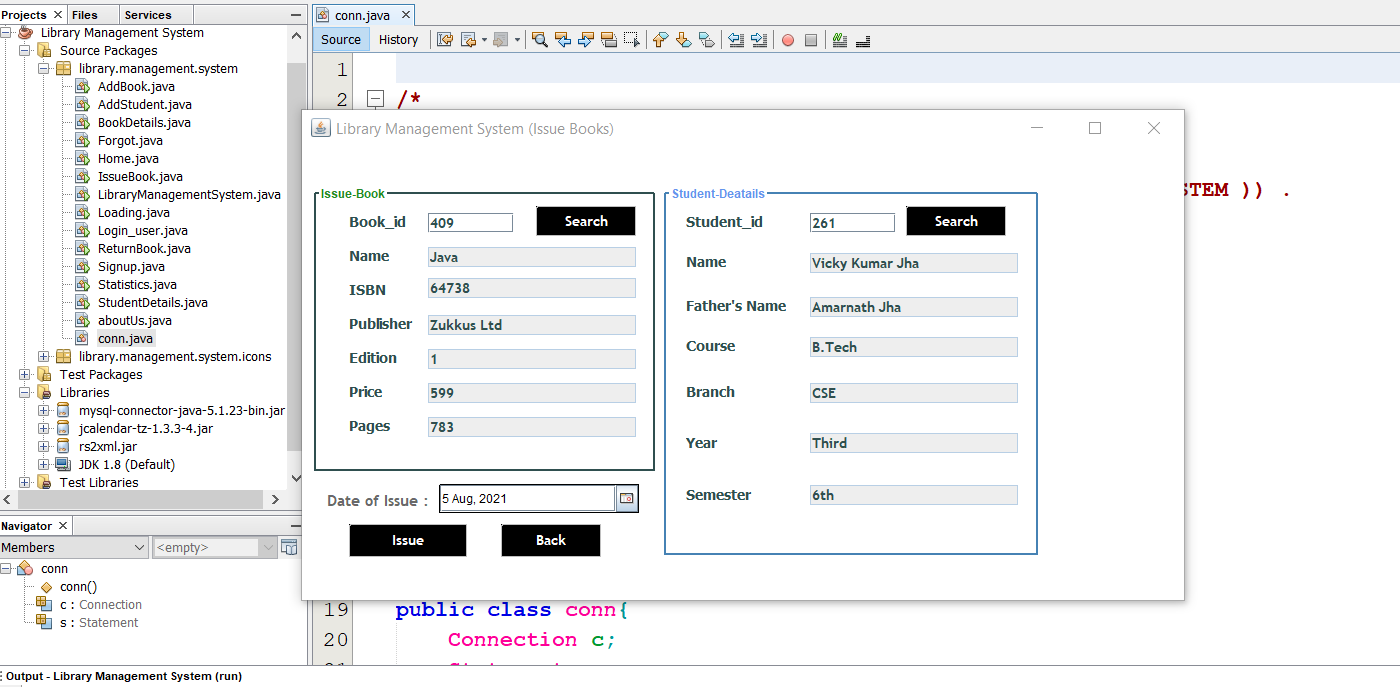 Projects
Files
Services
Library Management System
Source Packages
library.management.system
AddBook.java
AddStudent.java
BookDetails.java
Forgot.java
Home.java
IssueBook.java
LibraryManagementSystem.java
Loading.java
Login_user.java
ReturnBook.java
Signup.java
Statistics.java
StudentDetails.java
aboutUs.java
conn.java
library.management.system.icons
Test Packages
Libraries
mysql-connector-java-5.1.23-bin.jar
jcalendar-tz-1.3.3-4.jar
rs2xml.jar
JDK 1.8 (Default)
Test Libraries
Navigator
Members
<empty>
conn
conn()
c : Connection
s : Statement
conn.java
Source History
1
2 /*
STEM )) .
Library Management System (Issue Books)
Issue-Book
Book_id 409 Search
Name Java
ISBN 64738
Publisher Zukkus Ltd
Edition 1
Price 599
Pages 783
Date of Issue : 5 Aug, 2021
Issue Back
Student-Deatails
Student_id 261 Search
Name Vicky Kumar Jha
Father's Name Amarnath Jha
Course B.Tech
Branch CSE
Year Third
Semester 6th
19 public class conn{
20 Connection c;
Output - Library Management System (run)